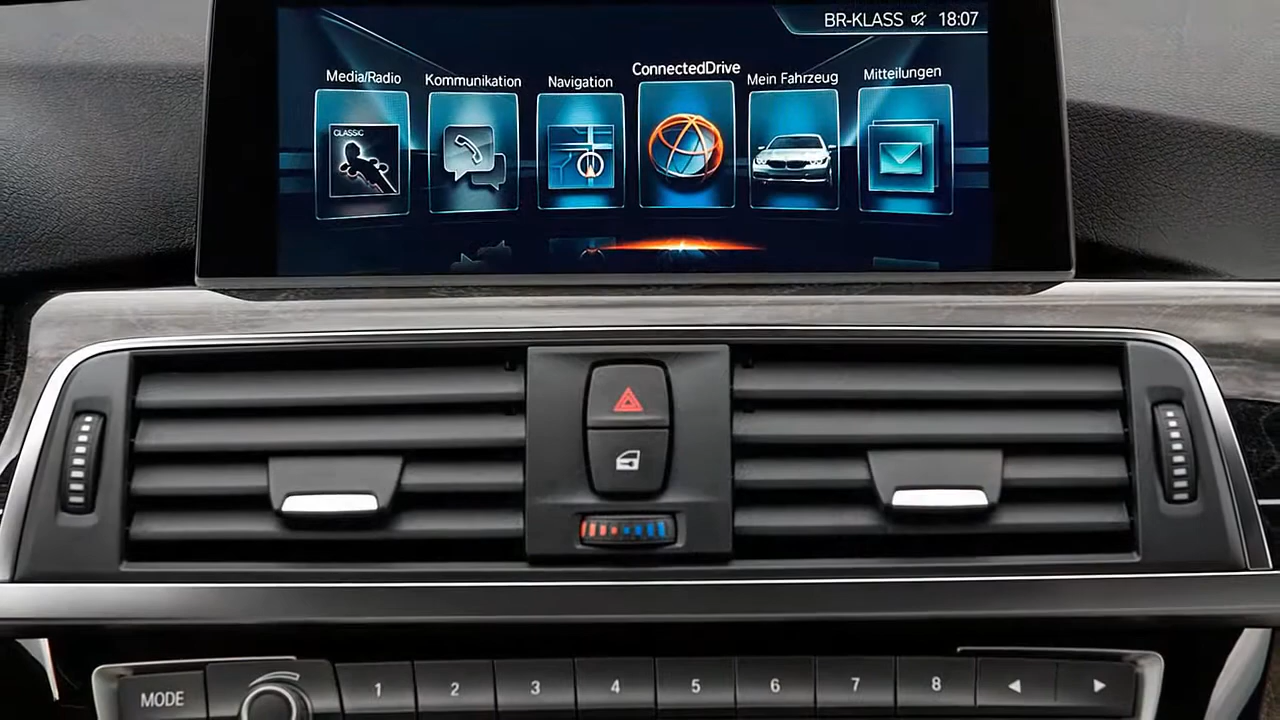 BR-KLASS 18:07
Media/Radio
Kommunikation
Navigation
ConnectedDrive
Mein Fahrzeug
Mitteilungen
CLASSIC
MODE
1
2
3
4
5
6
7
8